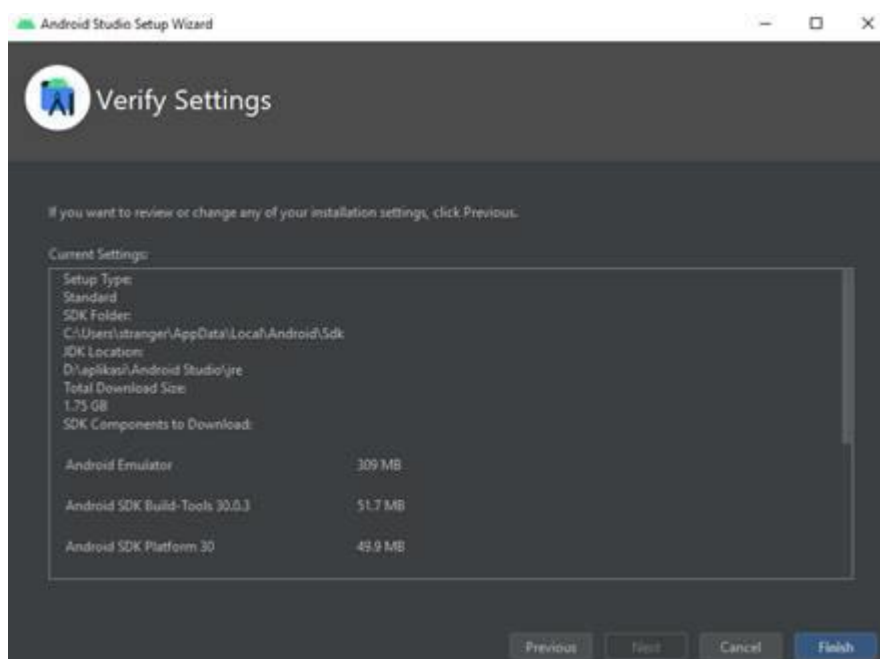 Android Studio Setup Wizard
Verify Settings
If you want to review or change any of your installation settings, click Previous.
Current Settings:
Setup Type:
Standard
SDK Folder:
C:\Users\stranger\AppData\Local\Android\Sdk
JDK Location:
D:\aplikasi\Android Studio\jre
Total Download Size:
1.75 GB
SDK Components to Download:
Android Emulator 309 MB
Android SDK Build-Tools 30.0.3 51.7 MB
Android SDK Platform 30 49.9 MB
Previous Next Cancel Finish